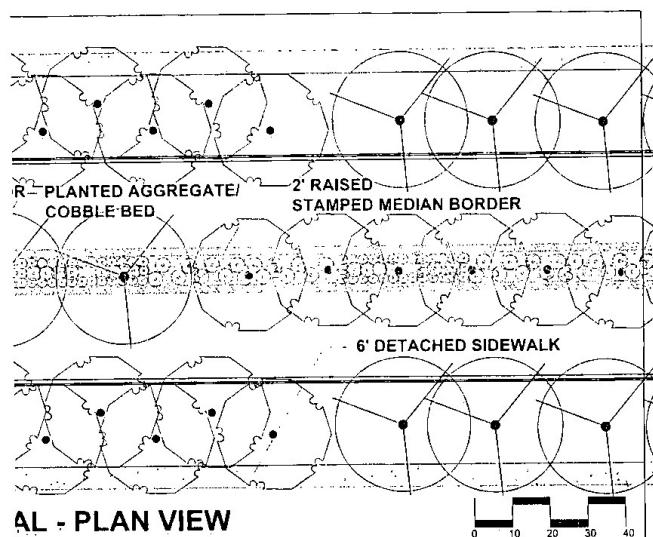 OR PLANTED AGGREGATE/
COBBLE BED
2' RAISED
STAMPED MEDIAN BORDER
6' DETACHED SIDEWALK
AL - PLAN VIEW
0 10 20 30 40